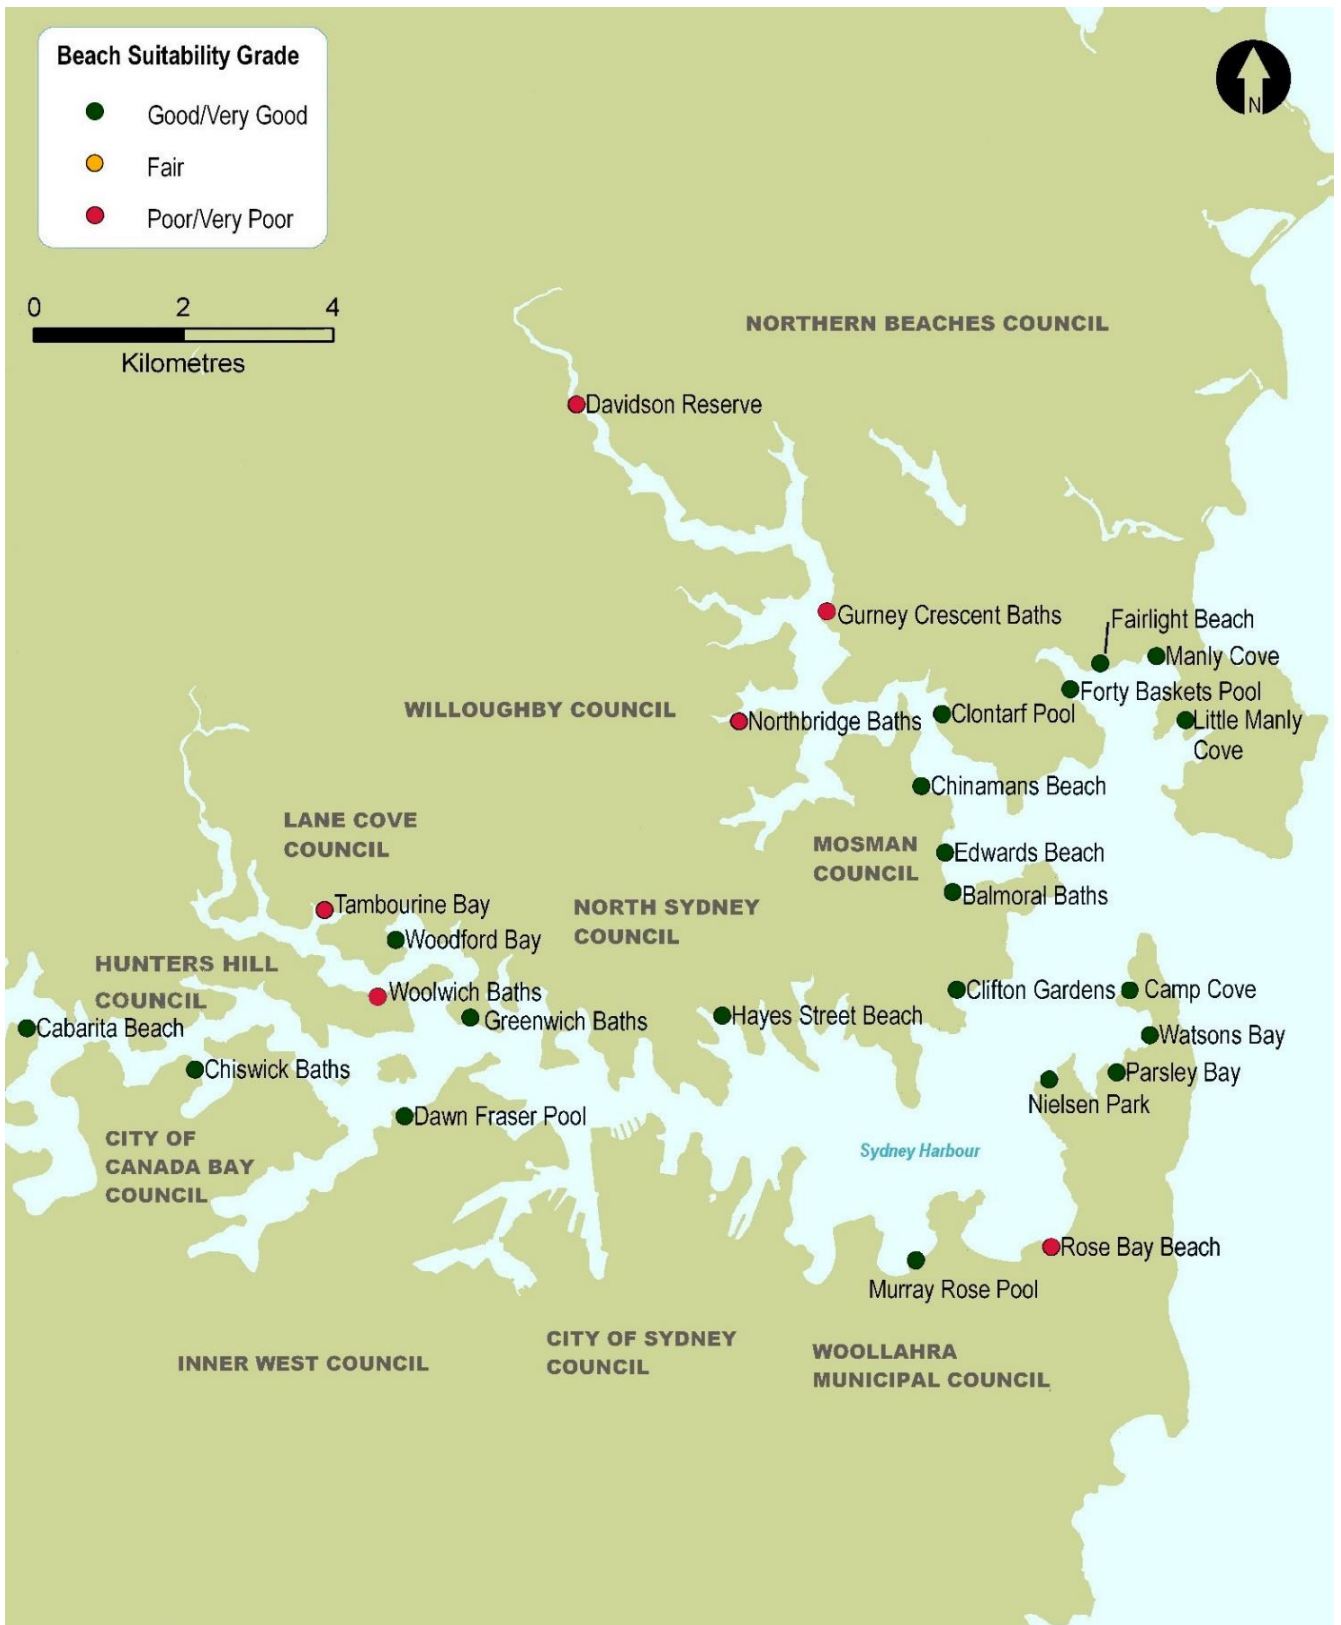 Beach Suitability Grade
Good/Very Good
Fair
Poor/Very Poor
N
0 2 4
Kilometres
NORTHERN BEACHES COUNCIL
Davidson Reserve
Gurney Crescent Baths
Fairlight Beach
Manly Cove
Forty Baskets Pool
WILLOUGHBY COUNCIL
Northbridge Baths
Clontarf Pool
Little Manly
Cove
Chinamans Beach
LANE COVE
COUNCIL
MOSMAN
COUNCIL
Edwards Beach
Balmoral Baths
Tambourine Bay
NORTH SYDNEY
COUNCIL
Woodford Bay
HUNTERS HILL
COUNCIL
Woolwich Baths
Clifton Gardens
Camp Cove
Cabarita Beach
Greenwich Baths
Hayes Street Beach
Watsons Bay
Chiswick Baths
Parsley Bay
Nielsen Park
Dawn Fraser Pool
CITY OF
CANADA BAY
COUNCIL
Sydney Harbour
Rose Bay Beach
Murray Rose Pool
INNER WEST COUNCIL
CITY OF SYDNEY
COUNCIL
WOOLLAHRA
MUNICIPAL COUNCIL